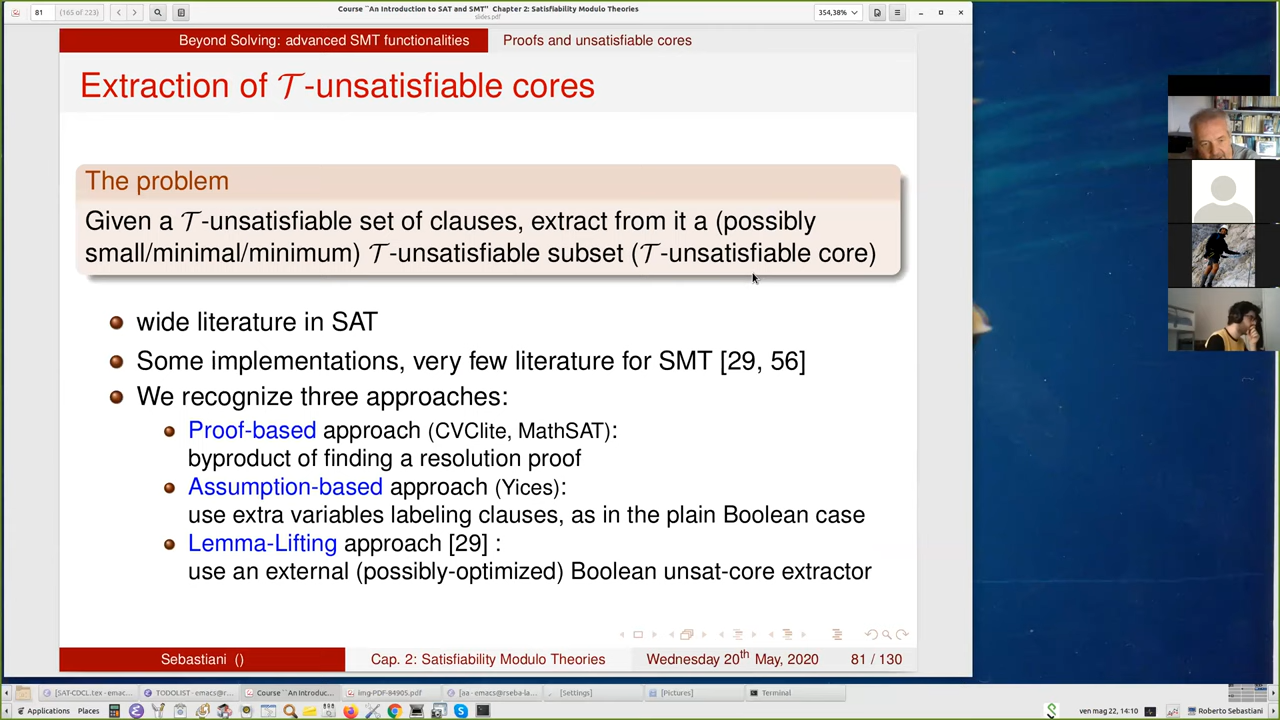 81
(165 of 223)
Course ``An Introduction to SAT and SMT'' Chapter 2: Satisfiability Modulo Theories
slides.pdf
354,38%
Beyond Solving: advanced SMT functionalities
Proofs and unsatisfiable cores
Extraction of T-unsatisfiable cores
The problem
Given a T-unsatisfiable set of clauses, extract from it a (possibly
small/minimal/minimum) T-unsatisfiable subset (T-unsatisfiable core)
wide literature in SAT
Some implementations, very few literature for SMT [29, 56]
We recognize three approaches:
Proof-based approach (CVClite, MathSAT):
byproduct of finding a resolution proof
Assumption-based approach (Yices):
use extra variables labeling clauses, as in the plain Boolean case
Lemma-Lifting approach [29] :
use an external (possibly-optimized) Boolean unsat-core extractor
Sebastiani ()
Cap. 2: Satisfiability Modulo Theories
Wednesday 20th May, 2020
81 / 130
[SAT-CDCL.tex - emac...
TODOLIST - emacs@r...
Course ``An Introduc...
img-PDF-84905.pdf
[aa - emacs@rseba-la...
[Settings]
[Pictures]
Terminal
Applications
Places
ven mag 22, 14:10
Roberto Sebastiani